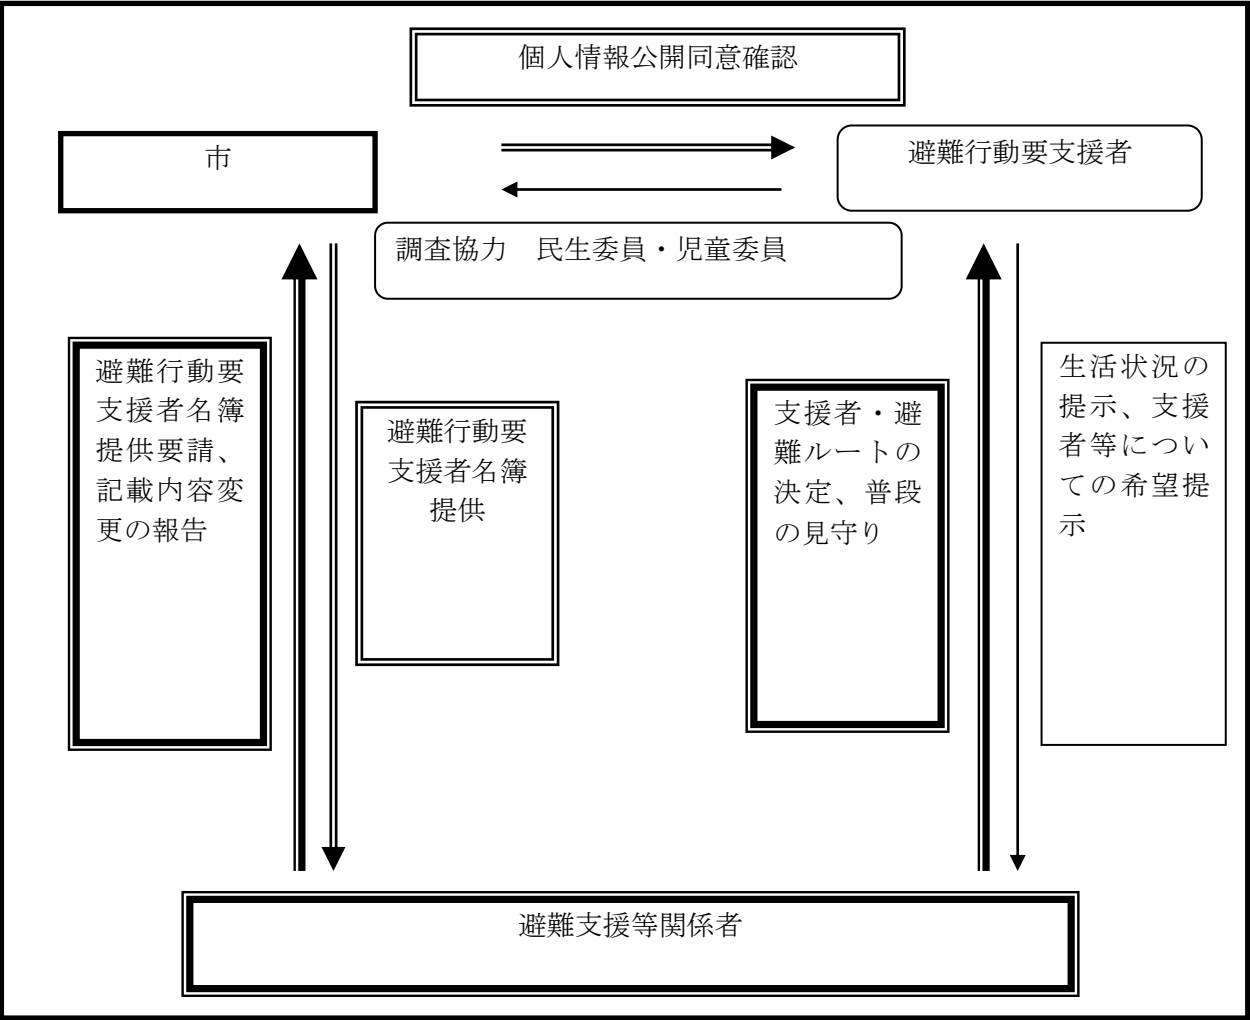 個人情報公開同意確認
市
避難行動要支援者
調査協力　民生委員・児童委員
避難行動要
支援者名簿
提供要請、
記載内容変
更の報告
避難行動要
支援者名簿
提供
支援者・避
難ルートの
決定、普段
の見守り
生活状況の
提示、支援
者等につい
ての希望提
示
避難支援等関係者